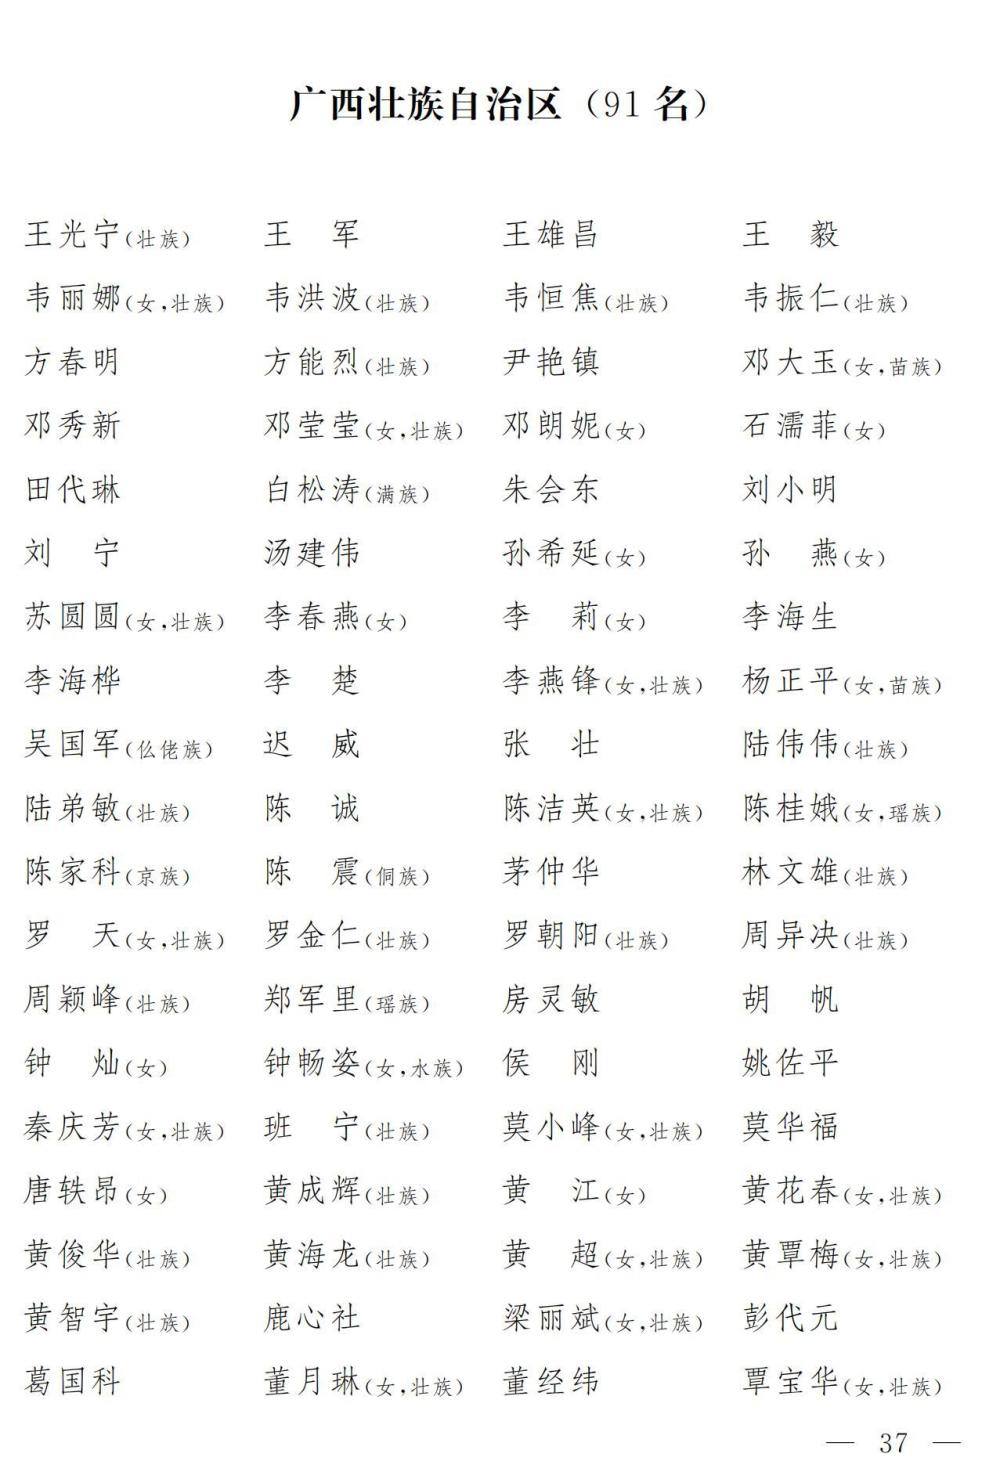 广西壮族自治区（91名）
王光宁（壮族） 王　军 王雄昌 王　毅
韦丽娜（女，壮族） 韦洪波（壮族） 韦恒焦（壮族） 韦振仁（壮族）
方春明 方能烈（壮族） 尹艳镇 邓大玉（女，苗族）
邓秀新 邓莹莹（女，壮族） 邓朗妮（女） 石濡菲（女）
田代琳 白松涛（满族） 朱会东 刘小明
刘　宁 汤建伟 孙希延（女） 孙　燕（女）
苏圆圆（女，壮族） 李春燕（女） 李　莉（女） 李海生
李海桦 李　楚 李燕锋（女，壮族） 杨正平（女，苗族）
吴国军（仫佬族） 迟　威 张　壮 陆伟伟（壮族）
陆弟敏（壮族） 陈　诚 陈洁英（女，壮族） 陈桂娥（女，瑶族）
陈家科（京族） 陈　震（侗族） 茅仲华 林文雄（壮族）
罗　天（女，壮族） 罗金仁（壮族） 罗朝阳（壮族） 周异决（壮族）
周颖峰（壮族） 郑军里（瑶族） 房灵敏 胡　帆
钟　灿（女） 钟畅姿（女，水族） 侯　刚 姚佐平
秦庆芳（女，壮族） 班　宁（壮族） 莫小峰（女，壮族） 莫华福
唐轶昂（女） 黄成辉（壮族） 黄　江（女） 黄花春（女，壮族）
黄俊华（壮族） 黄海龙（壮族） 黄　超（女，壮族） 黄覃梅（女，壮族）
黄智宇（壮族） 鹿心社 梁丽斌（女，壮族） 彭代元
葛国科 董月琳（女，壮族） 董经纬 覃宝华（女，壮族）
— 37 —